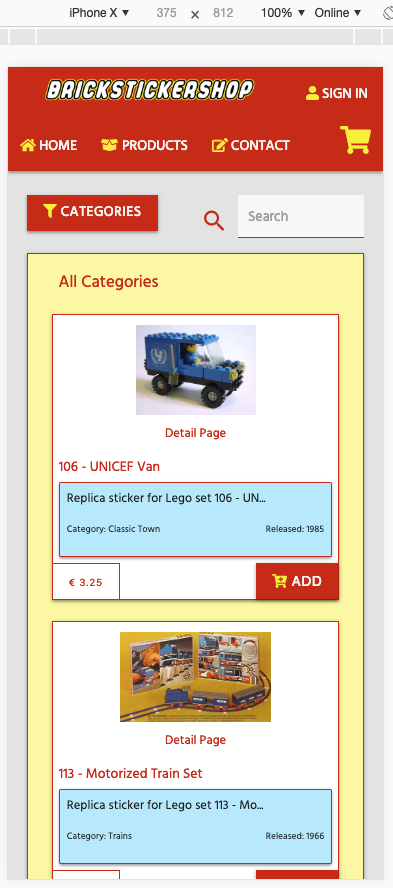 iPhone X ▼ 375 x 812 100% ▼ Online ▼
BRICKSTICKERSHOP
SIGN IN
HOME PRODUCTS CONTACT
CATEGORIES
Search
All Categories
Detail Page
106 - UNICEF Van
Replica sticker for Lego set 106 - UN...
Category: Classic Town Released: 1985
€ 3.25 ADD
Detail Page
113 - Motorized Train Set
Replica sticker for Lego set 113 - Mo...
Category: Trains Released: 1966